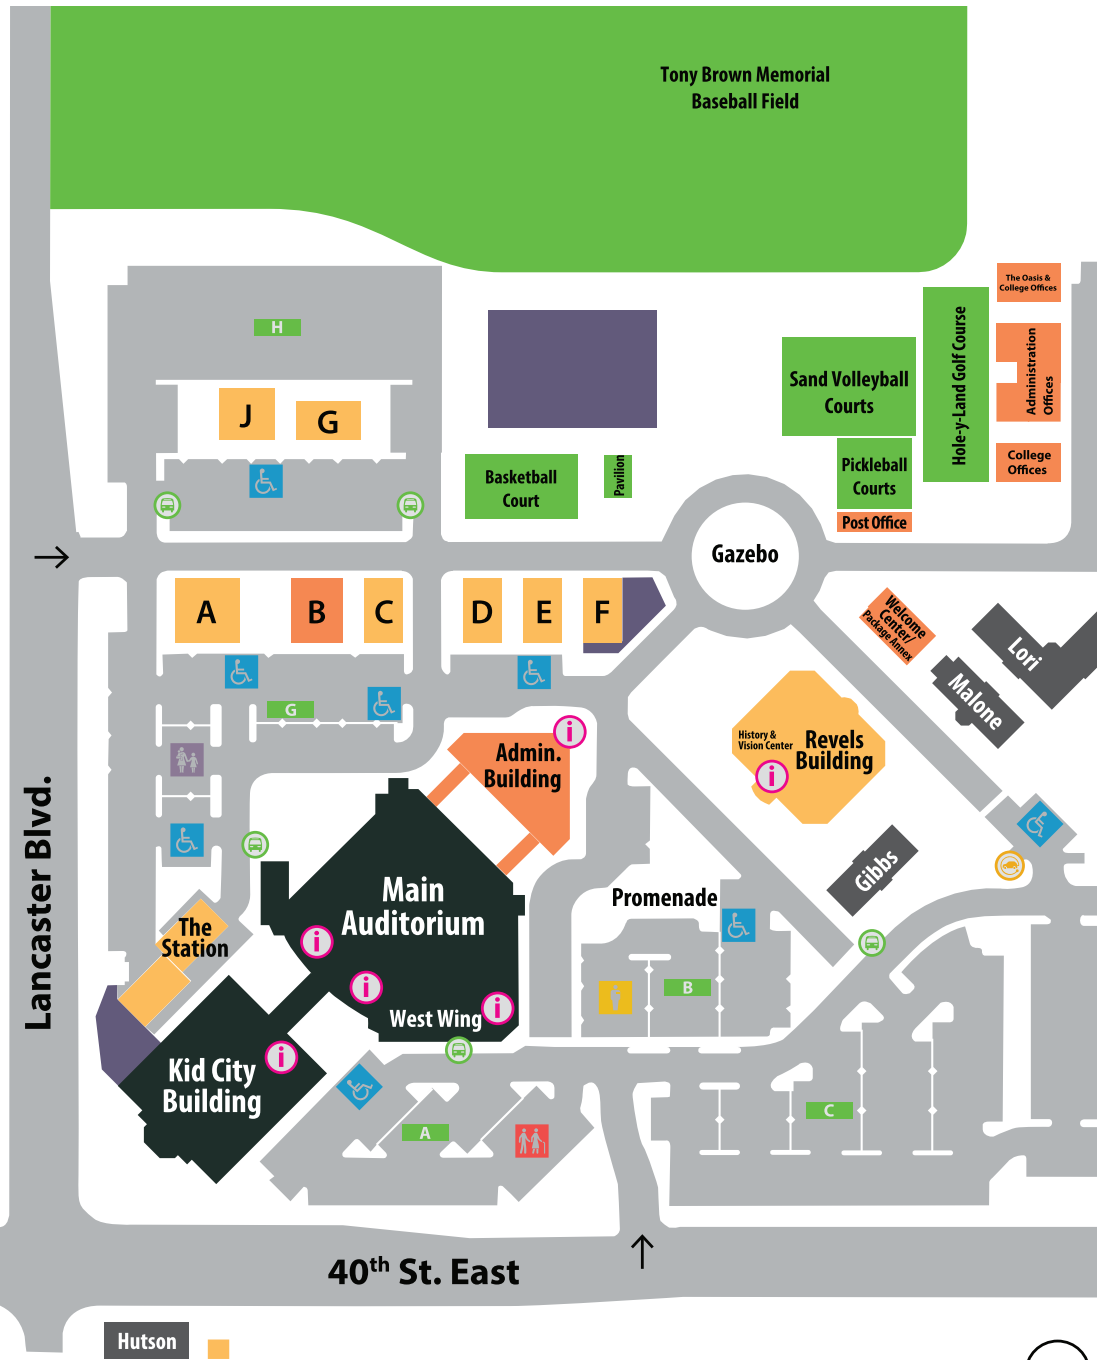 Tony Brown Memorial
Baseball Field
The Oasis &
College Offices
H
Hole-y-Land Golf Course
Administration
Offices
Sand Volleyball
Courts
J
G
College
Offices
Basketball
Court
Pavilion
Pickleball
Courts
Post Office
Gazebo
A
B
C
D
E
F
Welcome
Center/
Package Annex
Lori
Malone
G
History &
Vision Center
Revels
Building
i
Admin.
Building
i
Lancaster Blvd.
Gibbs
Main
Auditorium
Promenade
The
Station
i
i
i
West Wing
B
Kid City
Building
i
A
C
40th St. East
Hutson